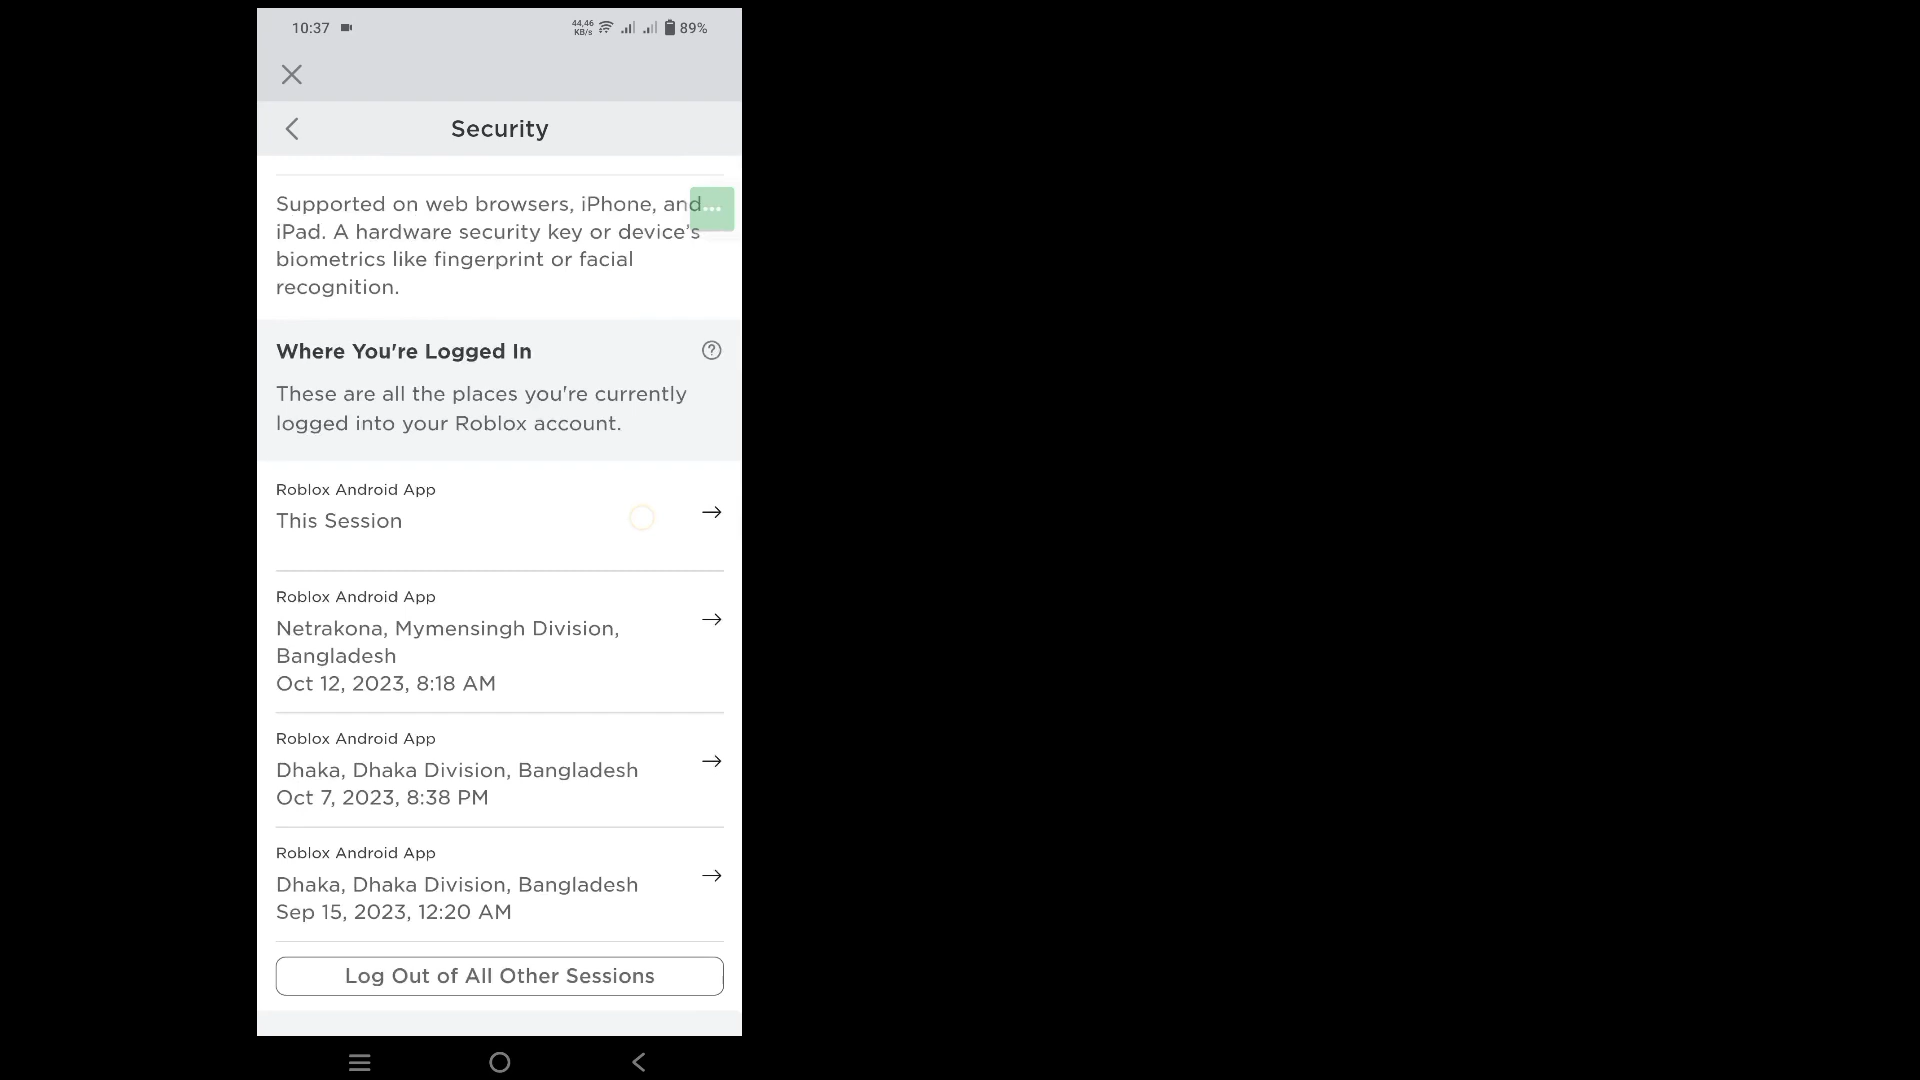 10:37
44,46
KB/s
89%
Security
Supported on web browsers, iPhone, and
iPad. A hardware security key or device's
biometrics like fingerprint or facial
recognition.
Where You're Logged In
These are all the places you're currently
logged into your Roblox account.
Roblox Android App
This Session
Roblox Android App
Netrakona, Mymensingh Division,
Bangladesh
Oct 12, 2023, 8:18 AM
Roblox Android App
Dhaka, Dhaka Division, Bangladesh
Oct 7, 2023, 8:38 PM
Roblox Android App
Dhaka, Dhaka Division, Bangladesh
Sep 15, 2023, 12:20 AM
Log Out of All Other Sessions